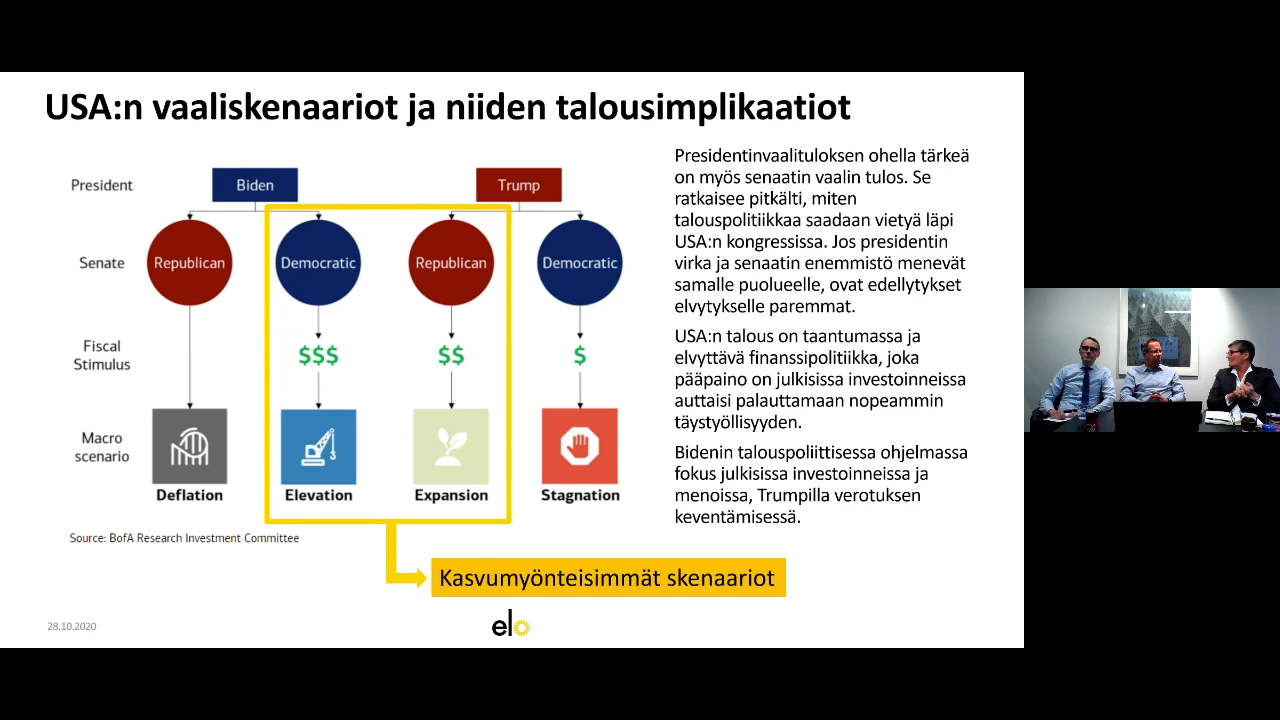 USA:n vaaliskenaariot ja niiden talousimplikaatiot
President
Biden
Trump
Senate
Republican
Democratic
Republican
Democratic
Fiscal
Stimulus
$$$
$$
$
Macro
scenario
Deflation
Elevation
Expansion
Stagnation
Source: BofA Research Investment Committee
Kasvumyönteisimmät skenaariot
Presidentinvaalituloksen ohella tärkeä
on myös senaatin vaalin tulos. Se
ratkaisee pitkälti, miten
talouspolitiikkaa saadaan vietyä läpi
USA:n kongressissa. Jos presidentin
virka ja senaatin enemmistö menevät
samalle puolueelle, ovat edellytykset
elvytykselle paremmat.
USA:n talous on taantumassa ja
elvyttävä finanssipolitiikka, joka
pääpaino on julkisissa investoinneissa
auttaisi palauttamaan nopeammin
täystyöllisyyden.
Bidenin talouspoliittisessa ohjelmassa
fokus julkisissa investoinneissa ja
menoissa, Trumpilla verotuksen
keventämisessä.
28.10.2020
elo